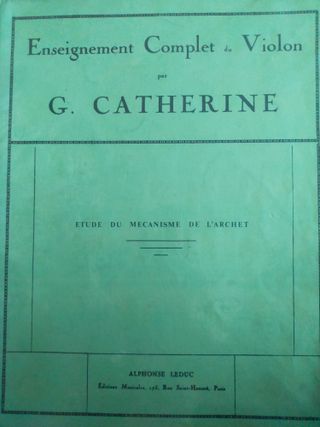 Enseignement Complet du Violon
par
G. CATHERINE
ETUDE DU MECANISME DE L'ARCHET
ALPHONSE LEDUC
Éditions Musicales, 175, Rue Saint-Honoré, Paris